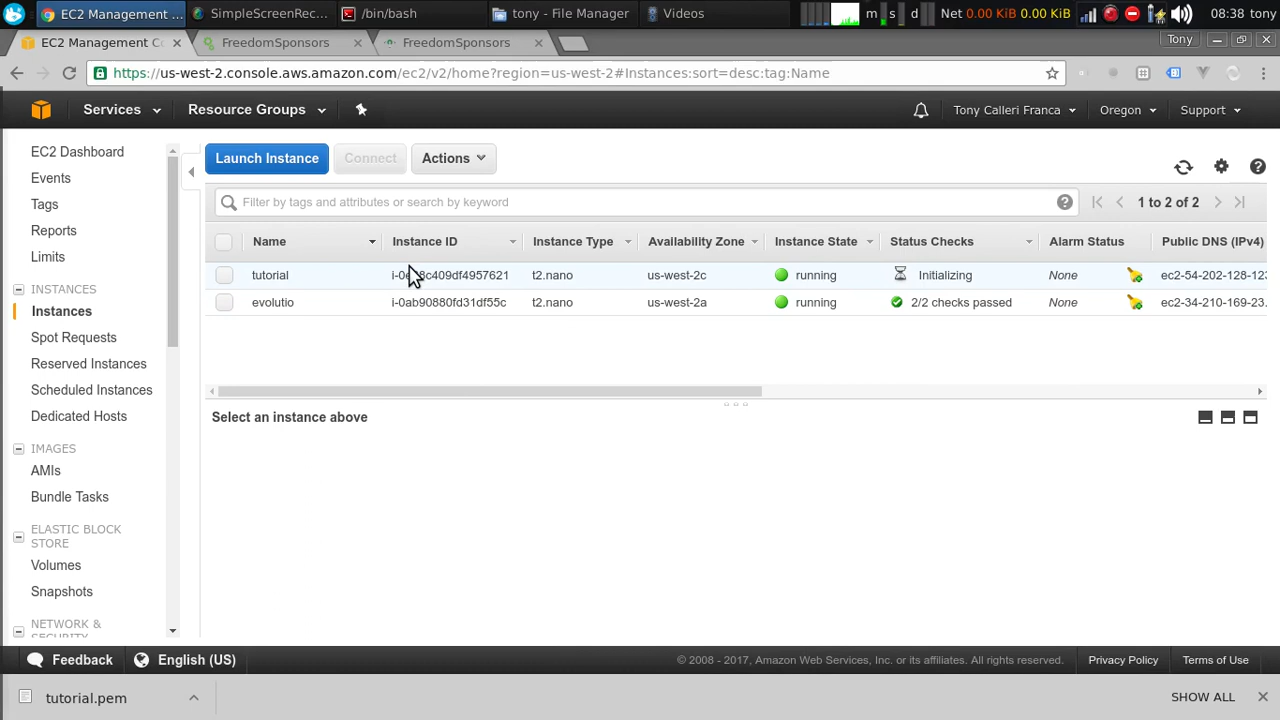 EC2 Management ...
SimpleScreenRec...
/bin/bash
tony - File Manager
Videos
m s d Net 0.00 KiB 0.00 KiB
08:38 tony
EC2 Management Co
FreedomSponsors
FreedomSponsors
Tony
https://us-west-2.console.aws.amazon.com/ec2/v2/home?region=us-west-2#Instances:sort=desc:tag:Name
Services Resource Groups
Tony Calleri Franca Oregon Support
EC2 Dashboard
Events
Tags
Reports
Limits
INSTANCES
Instances
Spot Requests
Reserved Instances
Scheduled Instances
Dedicated Hosts
IMAGES
AMIs
Bundle Tasks
ELASTIC BLOCK
STORE
Volumes
Snapshots
NETWORK &
SECURITY
Launch Instance Connect Actions
Filter by tags and attributes or search by keyword
1 to 2 of 2
Name Instance ID Instance Type Availability Zone Instance State Status Checks Alarm Status Public DNS (IPv4)
tutorial t2.nano us-west-2c running Initializing None ec2-54-202-128-123
evolutio i-0ab90880fd31df55c t2.nano us-west-2a running 2/2 checks passed None ec2-34-210-169-23...
Select an instance above
Feedback English (US)
© 2008 - 2017, Amazon Web Services, Inc. or its affiliates. All rights reserved. Privacy Policy Terms of Use
tutorial.pem
SHOW ALL